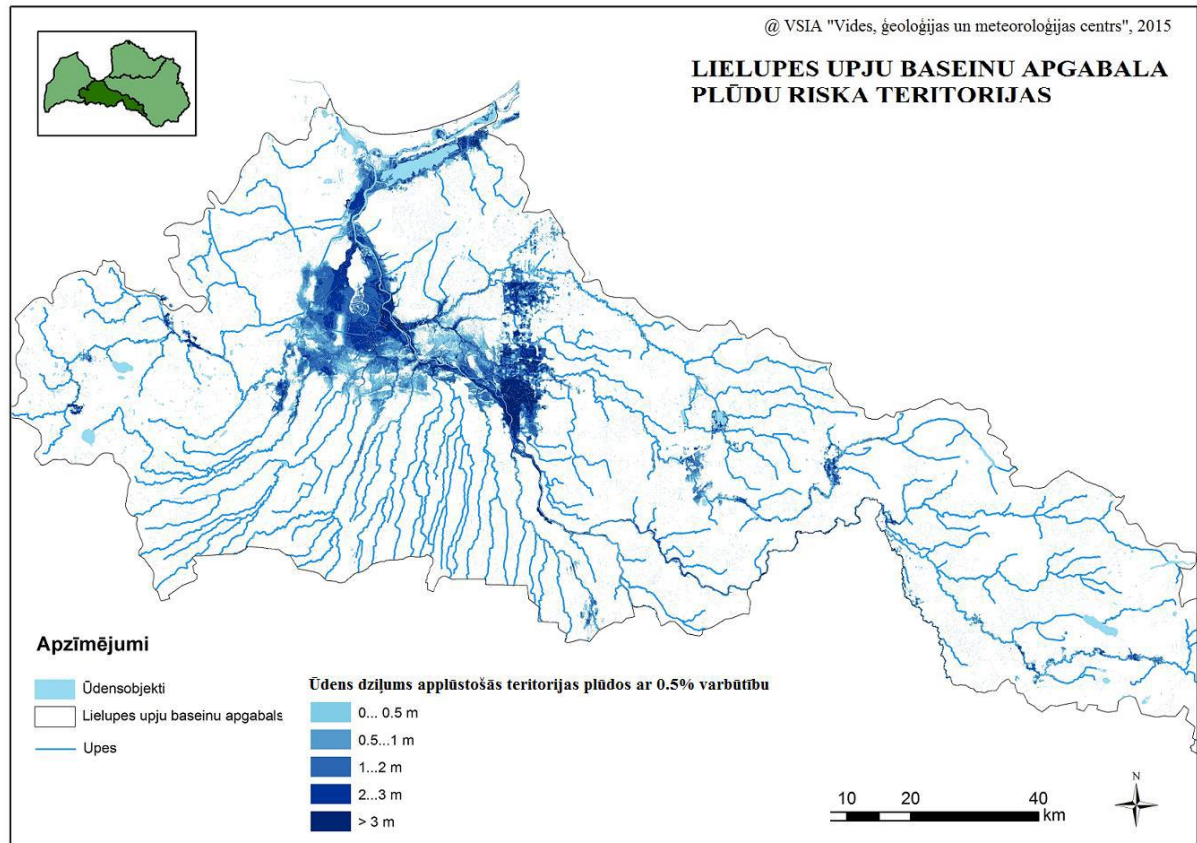 @ VSIA "Vides, ģeoloģijas un meteoroloģijas centrs", 2015
LIELUPES UPJU BASEINU APGABALA
PLŪDU RISKA TERITORIJAS
Apzīmējumi
Ūdensobjekti
Lielupes upju baseinu apgabals
Upes
Ūdens dziļums applūstošās teritorijas plūdos ar 0.5% varbūtību
0... 0.5 m
0.5...1 m
1...2 m
2...3 m
> 3 m
N
10 20 40
km